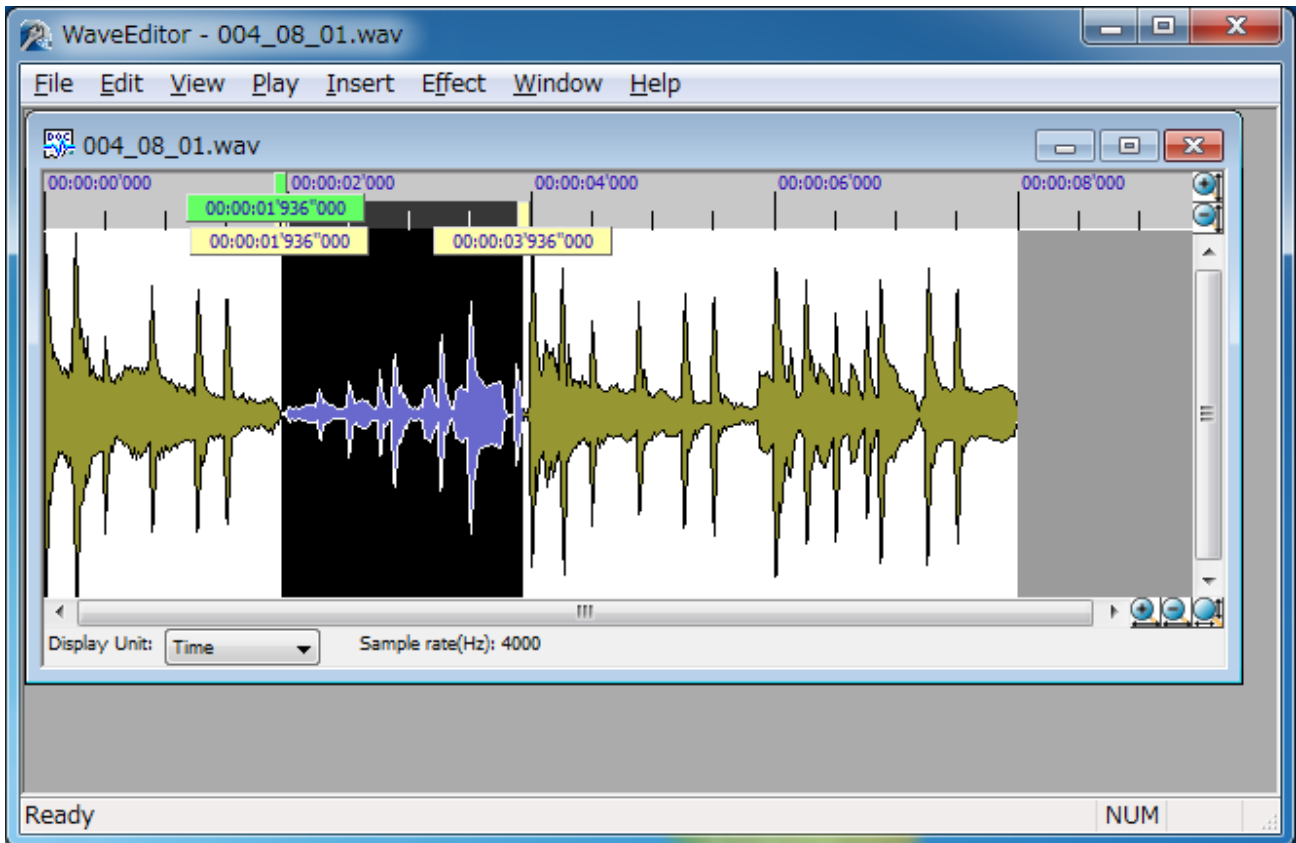 WaveEditor - 004_08_01.wav
File Edit View Play Insert Effect Window Help
004_08_01.wav
00:00:00'000 00:00:02'000 00:00:04'000 00:00:06'000 00:00:08'000
00:00:01'936"000
00:00:01'936"000 00:00:03'936"000
Display Unit: Time Sample rate(Hz): 4000
Ready NUM